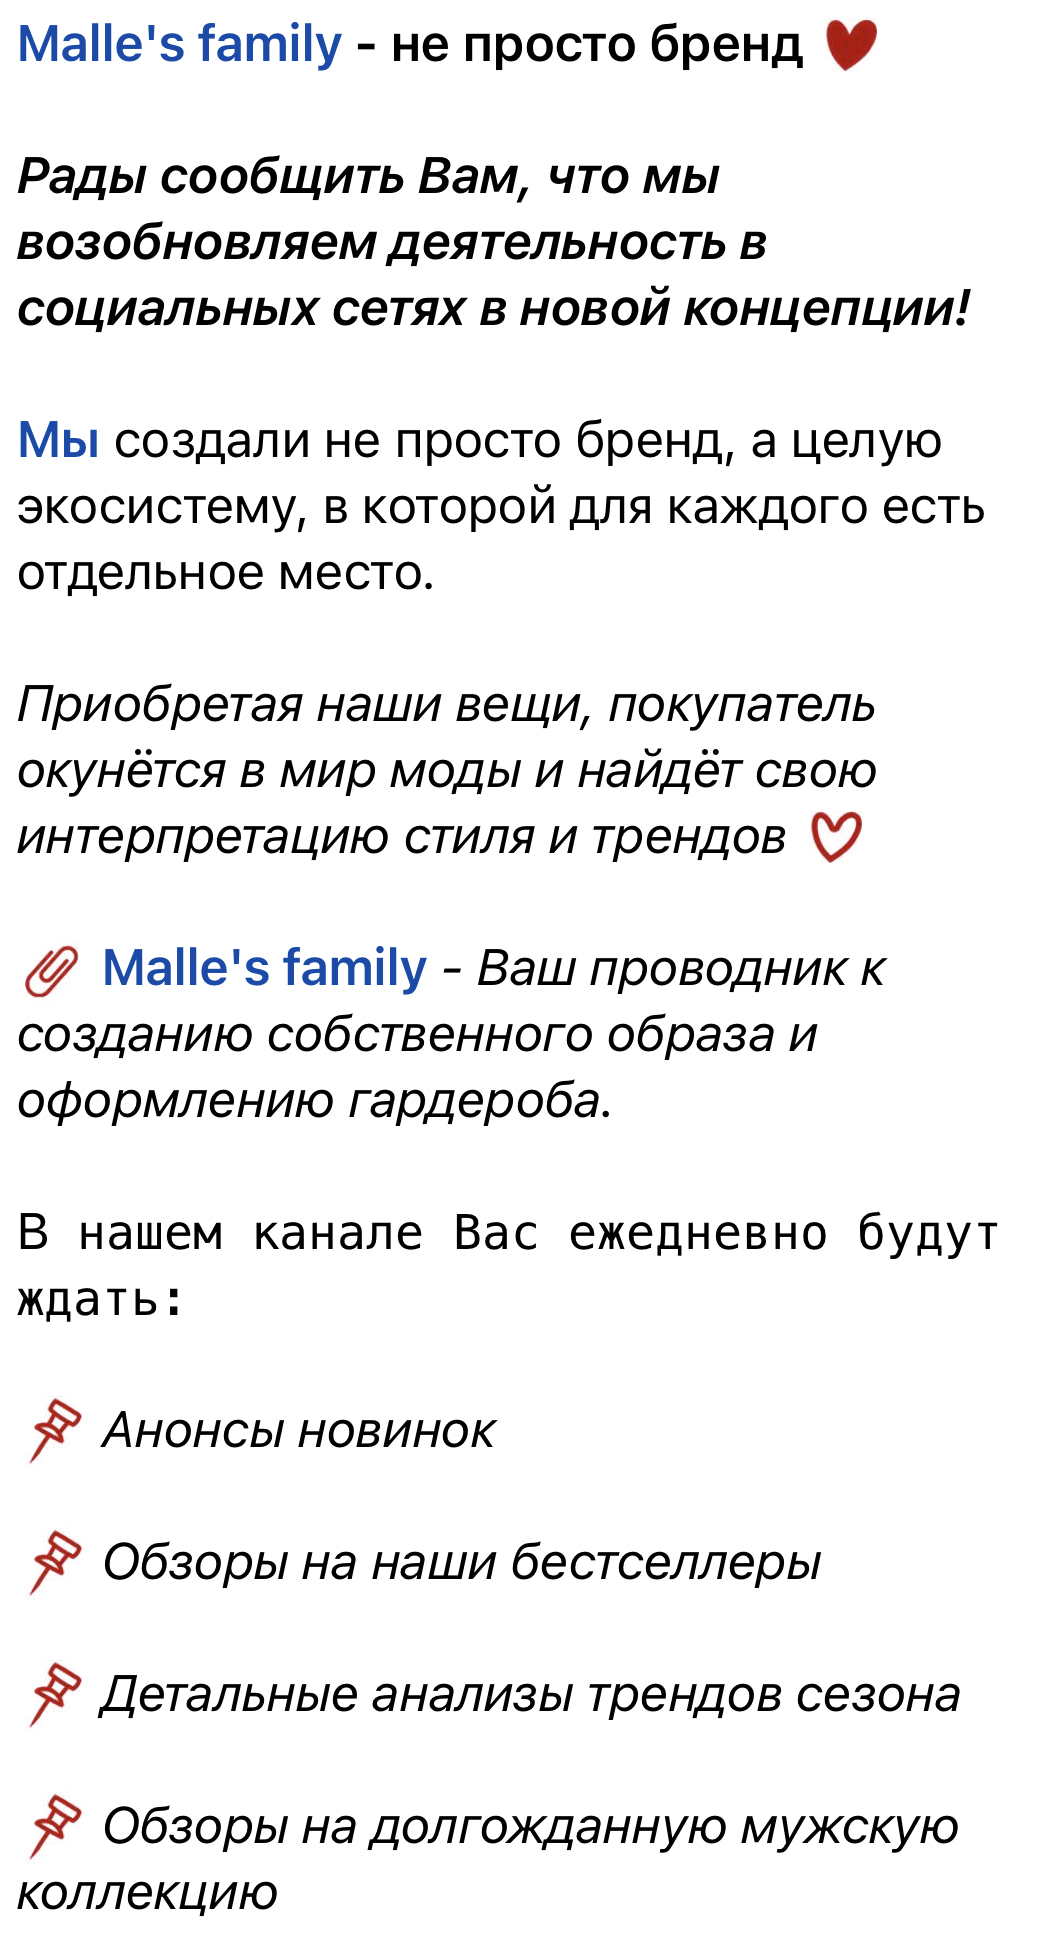 Malle's family - не просто бренд
Рады сообщить Вам, что мы
возобновляем деятельность в
социальных сетях в новой концепции!
Мы создали не просто бренд, а целую
экосистему, в которой для каждого есть
отдельное место.
Приобретая наши вещи, покупатель
окунётся в мир моды и найдёт свою
интерпретацию стиля и трендов
Malle's family - Ваш проводник к
созданию собственного образа и
оформлению гардероба.
В нашем канале Вас ежедневно будут
ждать:
Анонсы новинок
Обзоры на наши бестселлеры
Детальные анализы трендов сезона
Обзоры на долгожданную мужскую
коллекцию